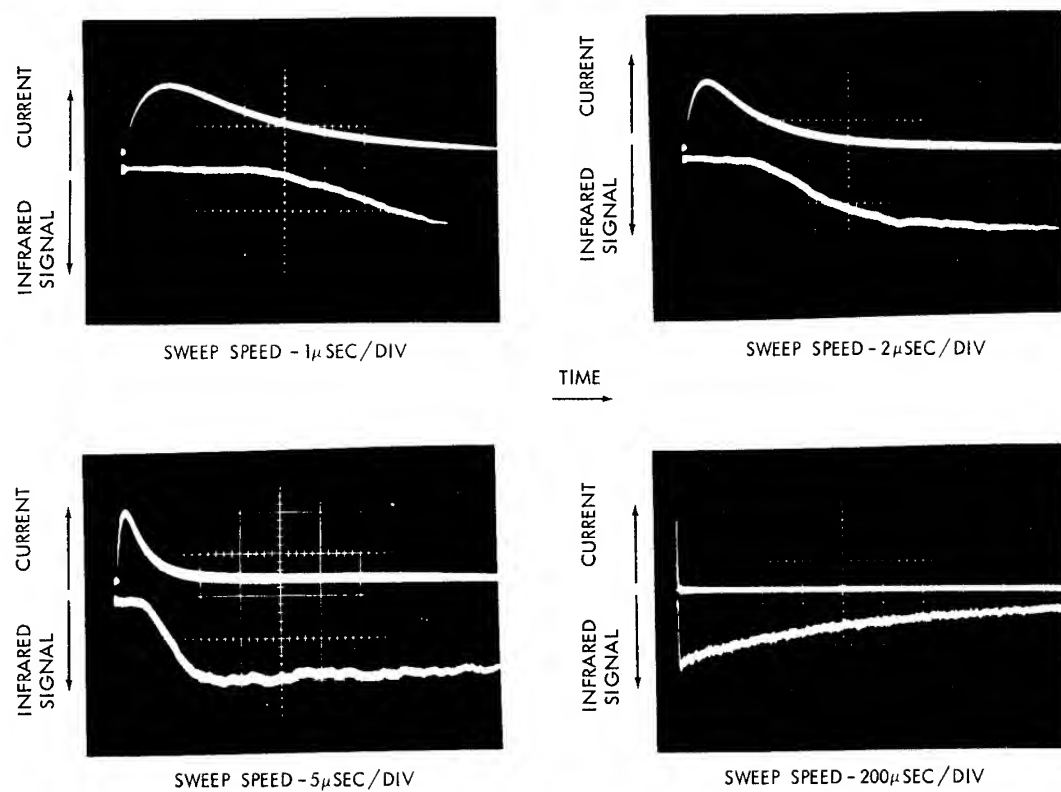 CURRENT
INFRARED
SIGNAL
SWEEP SPEED - 1μSEC/DIV
CURRENT
INFRARED
SIGNAL
SWEEP SPEED - 2μSEC/DIV
TIME
CURRENT
INFRARED
SIGNAL
SWEEP SPEED - 5μSEC/DIV
CURRENT
INFRARED
SIGNAL
SWEEP SPEED - 200μSEC/DIV